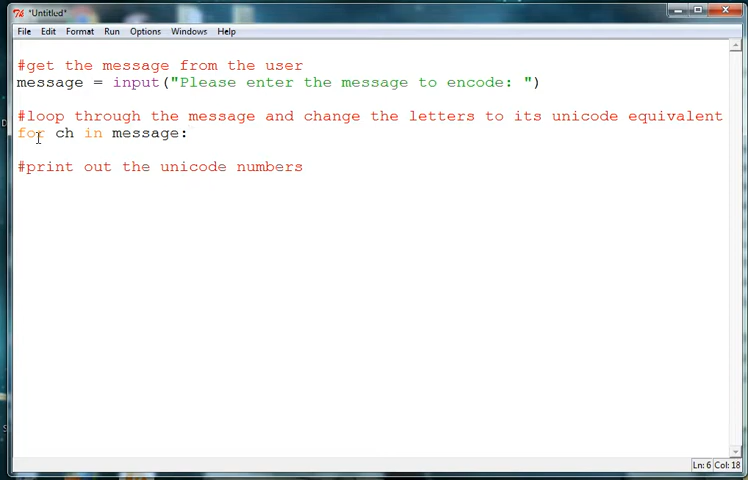 *Untitled*
File Edit Format Run Options Windows Help
#get the message from the user
message = input("Please enter the message to encode: ")
#loop through the message and change the letters to its unicode equivalent
for ch in message:
#print out the unicode numbers
Ln: 6 Col: 18